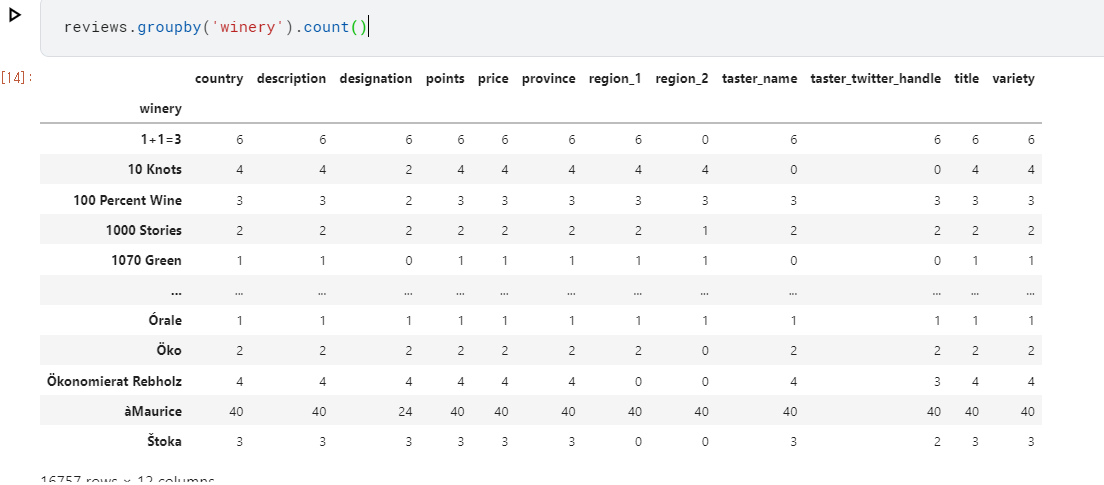 reviews.groupby('winery').count()
[14]:
country description designation points price province region_1 region_2 taster_name taster_twitter_handle title variety
winery
1+1=3 6 6 6 6 6 6 6 0 6 6 6 6
10 Knots 4 4 2 4 4 4 4 4 0 0 4 4
100 Percent Wine 3 3 2 3 3 3 3 3 3 3 3 3
1000 Stories 2 2 2 2 2 2 2 1 2 2 2 2
1070 Green 1 1 0 1 1 1 1 1 0 0 1 1
... ... ... ... ... ... ... ... ... ... ... ... ...
Órale 1 1 1 1 1 1 1 1 1 1 1 1
Öko 2 2 2 2 2 2 2 0 2 2 2 2
Ökonomierat Rebholz 4 4 4 4 4 4 0 0 4 3 4 4
àMaurice 40 40 24 40 40 40 40 40 40 40 40 40
Štoka 3 3 3 3 3 3 0 0 3 2 3 3
16757 rows × 12 columns